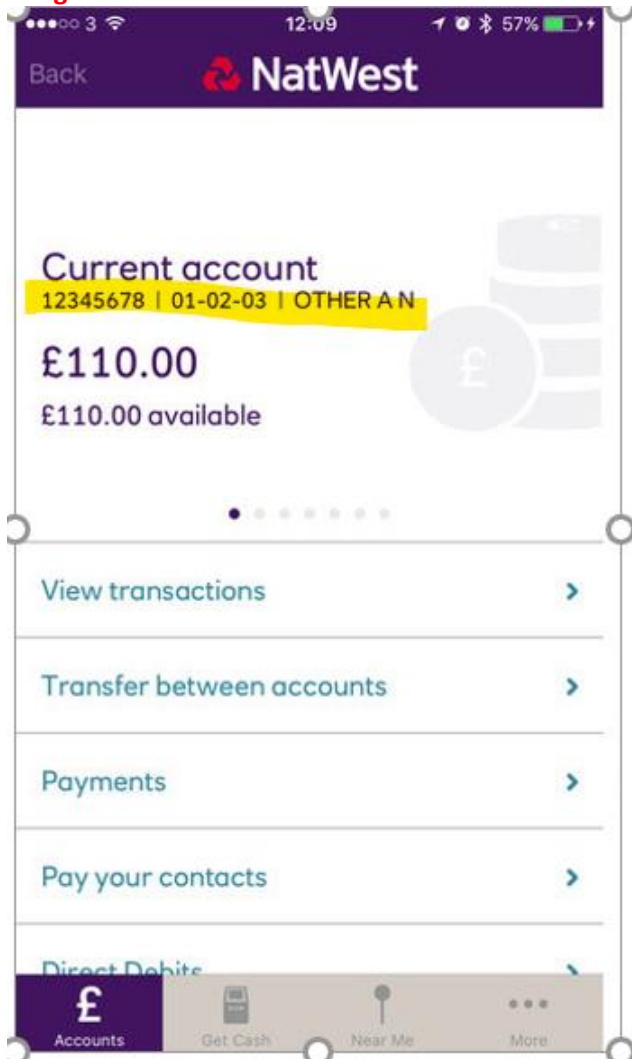 3 12:09 57%
Back NatWest
Current account
12345678 | 01-02-03 | OTHER A N
£110.00
£
£110.00 available
View transactions
Transfer between accounts
Payments
Pay your contacts
Direct Debits
£
Accounts Get Cash Near Me More